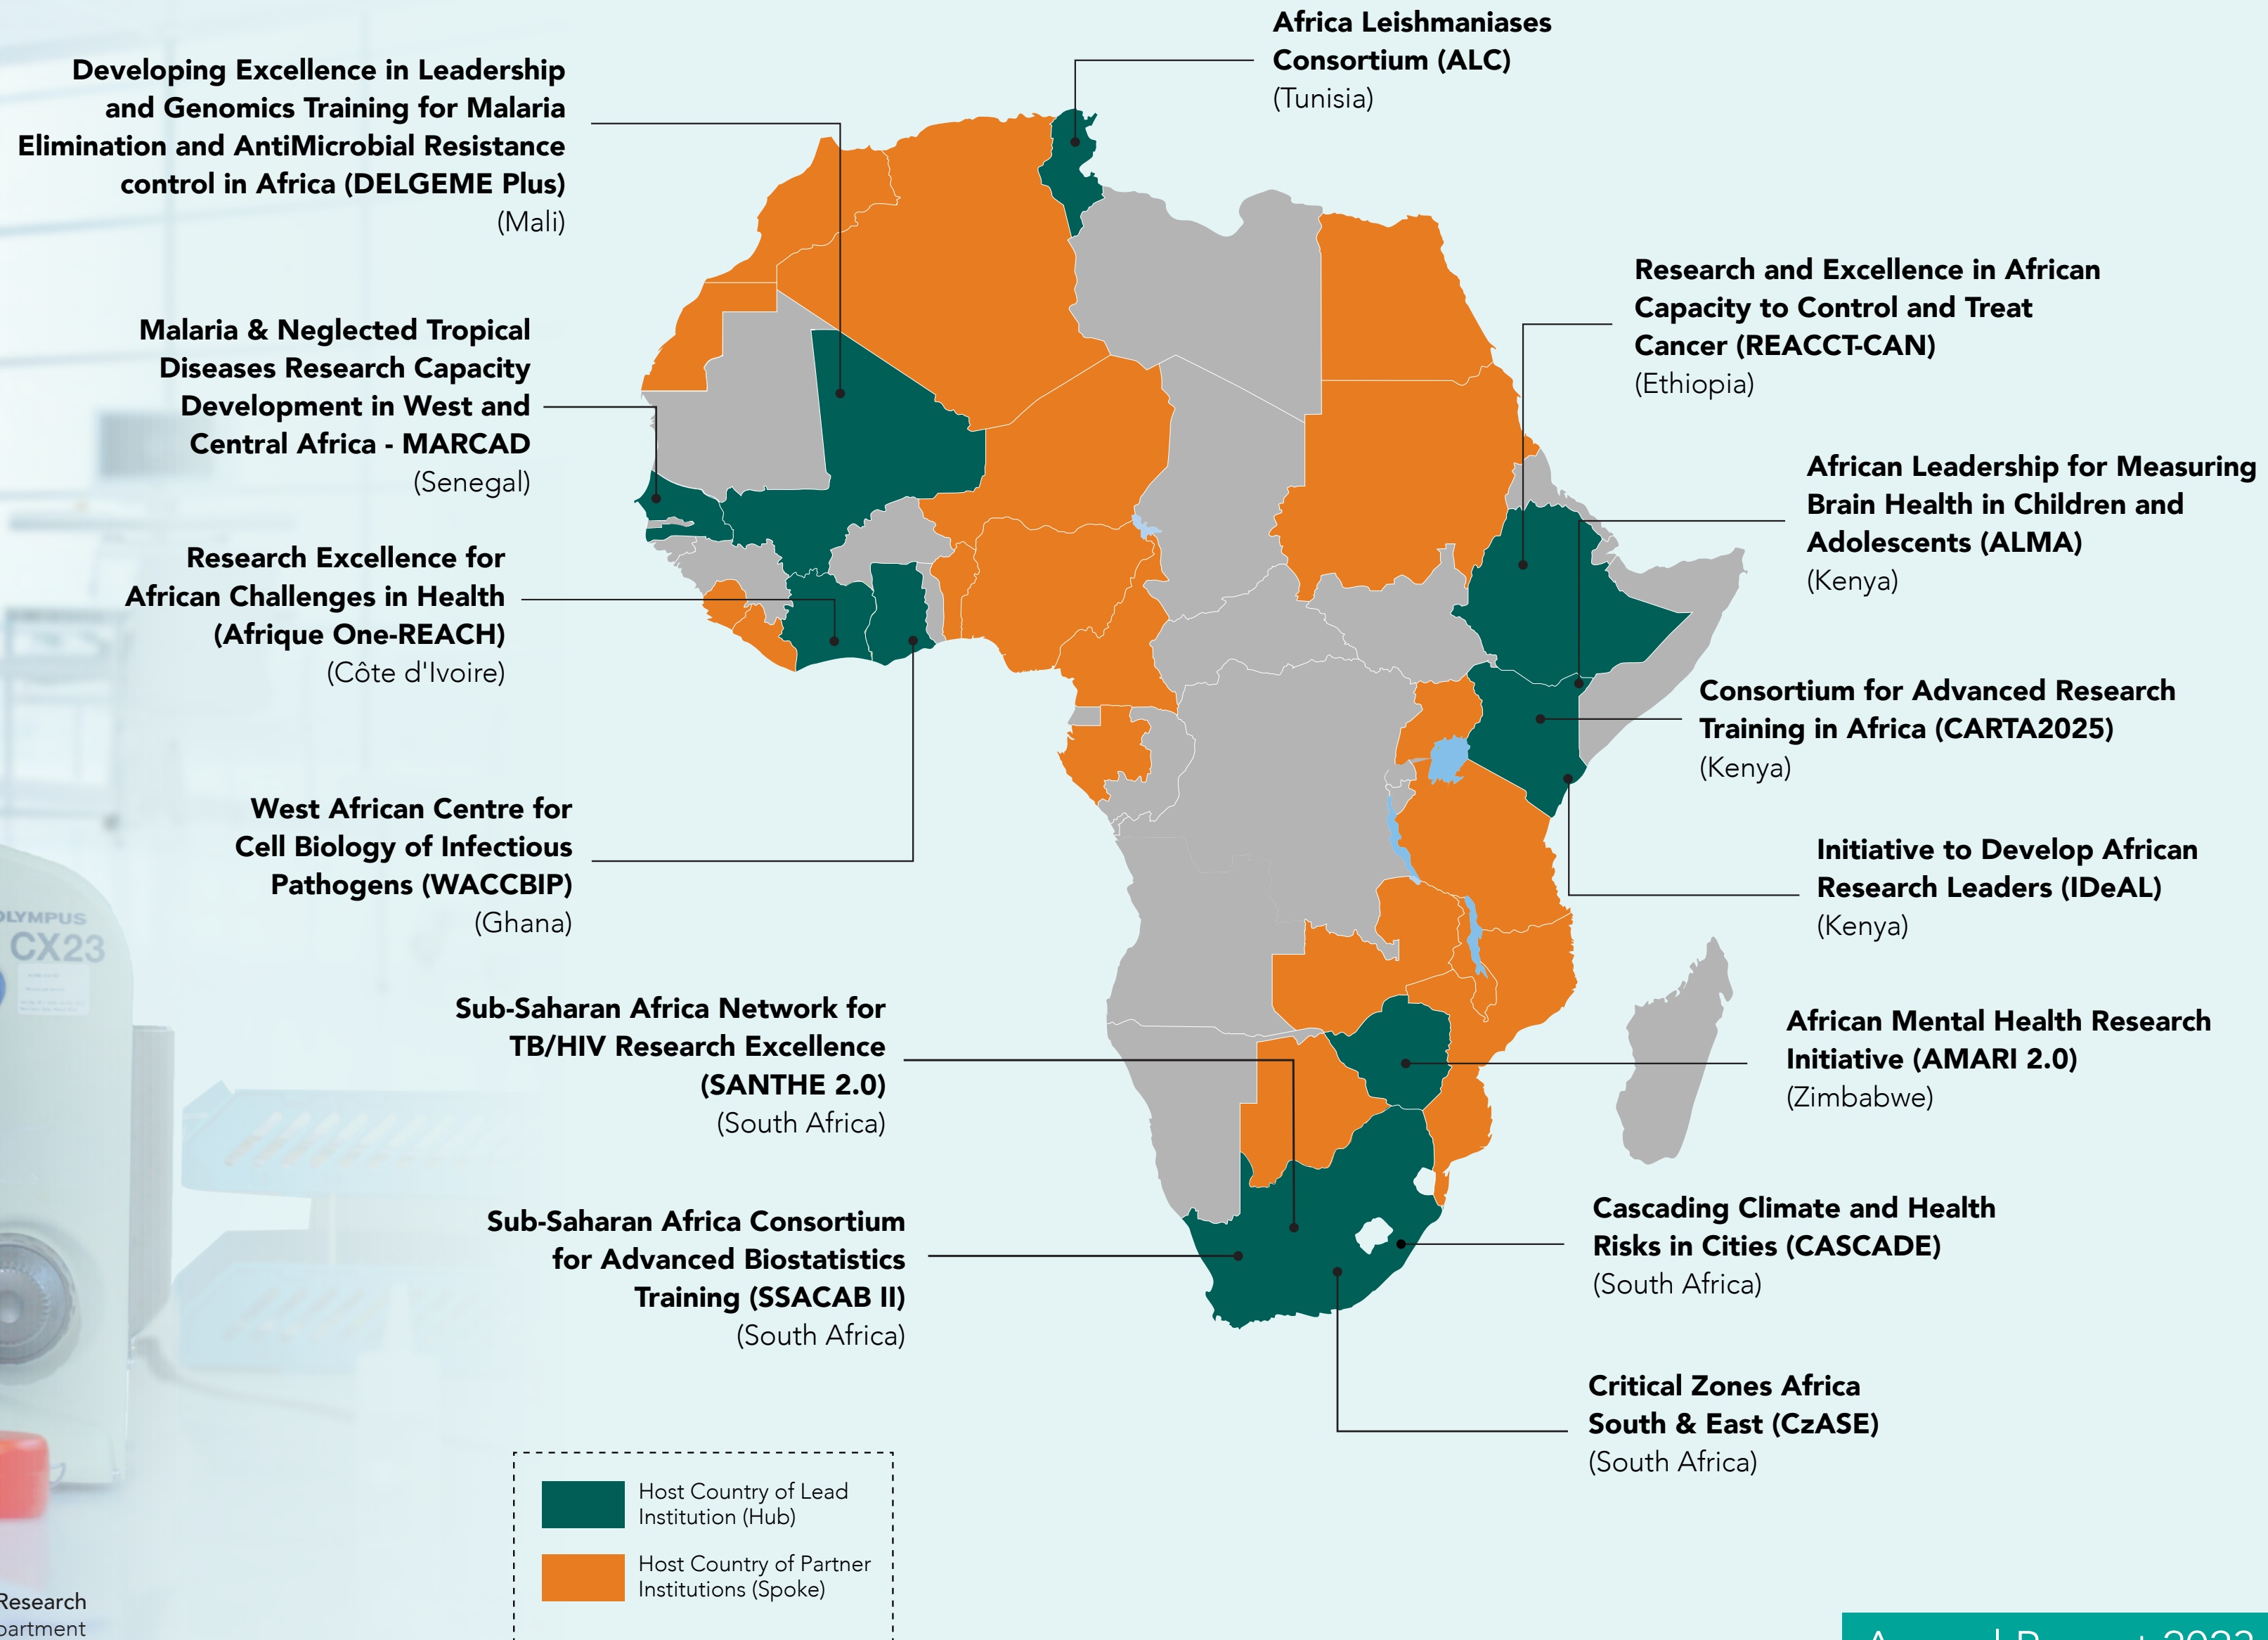 Africa Leishmaniases
Consortium (ALC)
(Tunisia)
Developing Excellence in Leadership
and Genomics Training for Malaria
Elimination and AntiMicrobial Resistance
control in Africa (DELGEME Plus)
(Mali)
Research and Excellence in African
Capacity to Control and Treat
Cancer (REACCT-CAN)
(Ethiopia)
Malaria & Neglected Tropical
Diseases Research Capacity
Development in West and
Central Africa - MARCAD
(Senegal)
African Leadership for Measuring
Brain Health in Children and
Adolescents (ALMA)
(Kenya)
Research Excellence for
African Challenges in Health
(Afrique One-REACH)
(Côte d'Ivoire)
Consortium for Advanced Research
Training in Africa (CARTA2025)
(Kenya)
West African Centre for
Cell Biology of Infectious
Pathogens (WACCBIP)
(Ghana)
Initiative to Develop African
Research Leaders (IDeAL)
(Kenya)
OLYMPUS
CX23
Sub-Saharan Africa Network for
TB/HIV Research Excellence
(SANTHE 2.0)
(South Africa)
African Mental Health Research
Initiative (AMARI 2.0)
(Zimbabwe)
Sub-Saharan Africa Consortium
for Advanced Biostatistics
Training (SSACAB II)
(South Africa)
Cascading Climate and Health
Risks in Cities (CASCADE)
(South Africa)
Critical Zones Africa
South & East (CzASE)
(South Africa)
Host Country of Lead
Institution (Hub)
Host Country of Partner
Institutions (Spoke)
Research
partment
Annual Report